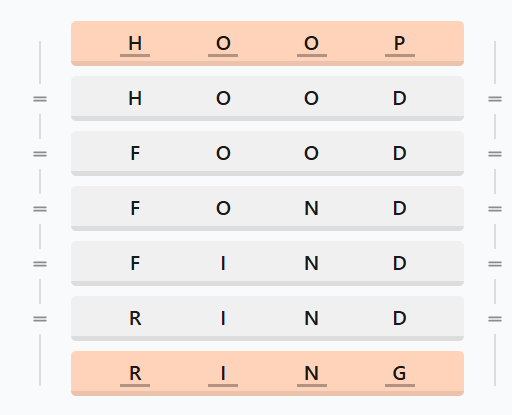 H O O P
H O O D
F O O D
F O N D
F I N D
R I N D
R I N G